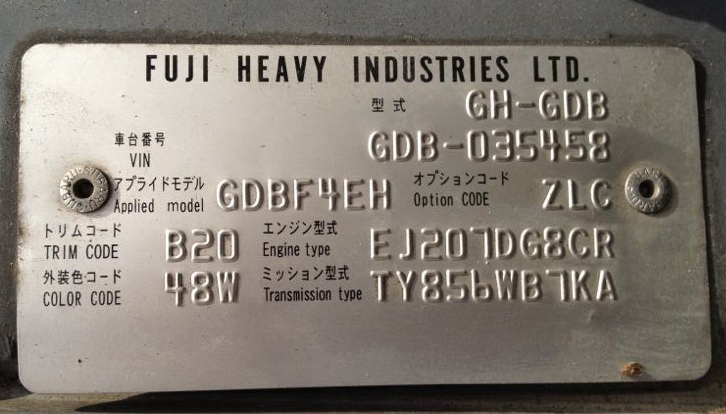 FUJI HEAVY INDUSTRIES LTD.
型式 GH-GDB
車台番号
VIN GDB-035458
アプライドモデル オプションコード
Applied model GDBF4EH Option CODE ZLC
トリムコード エンジン型式
TRIM CODE B20 Engine type EJ207DG8CR
外装色コード ミッション型式
COLOR CODE 48W Transmission type TY856WB7KA